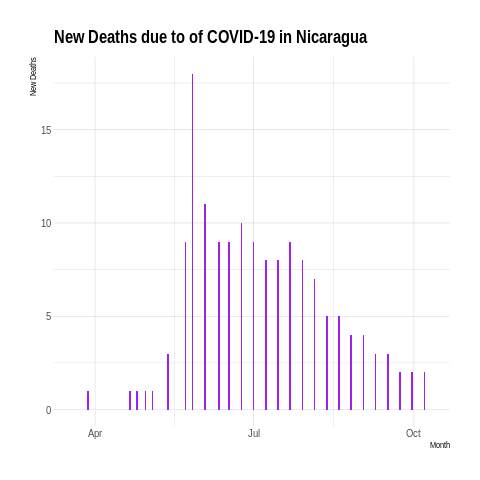 New Deaths due to of COVID-19 in Nicaragua
New Deaths
15
10
5
0
Apr
Jul
Oct
Month